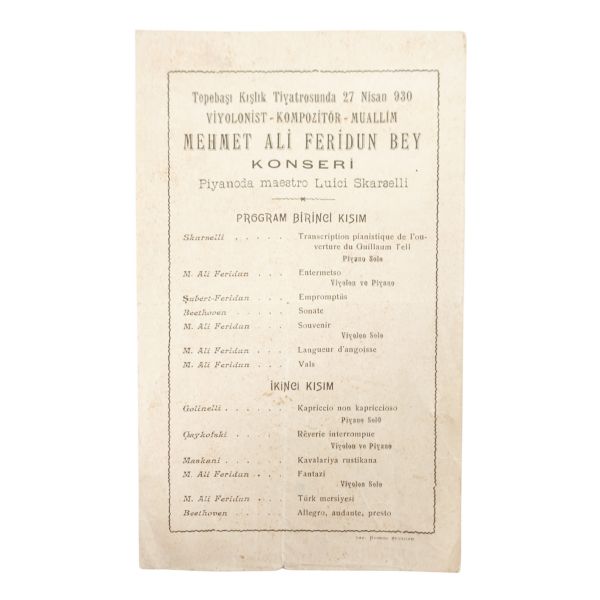 Tepebaşı Kışlık Tiyatrosunda 27 Nisan 930
VİYOLONİST - KOMPOZİTÖR - MUALLİM
MEHMET ALİ FERİDUN BEY
KONSERİ
Piyanoda maestro Luici Skarselli
PROGRAM BİRİNCİ KISIM
Skarselli . . . . . Transcription pianistique de l'ou-
verture du Guillaum Tell
Piyano Solo
M. Ali Feridun . . . Entermetso
Viyolon ve Piyano
Şubert-Feridun . . . Empromptüs
Beethoven . . . . . Sonate
M. Ali Feridun . . . Souvenir
Viyolon Solo
M. Ali Feridun . . . Langueur d'angoisse
M. Ali Feridun . . . Vals
İKİNCİ KISIM
Golinelli . . . . . . Kapriccio non kapriccioso
Piyano Solo
Çaykofski . . . . Rêverie interrompue
Viyolon ve Piyano
Maskani . . . . . Kavalariya rustikana
M. Ali Feridun . . . Fantazi
Viyolon Solo
M. Ali Feridun . . . Türk mersiyesi
Beethoven . . . . . Allegro, andante, presto